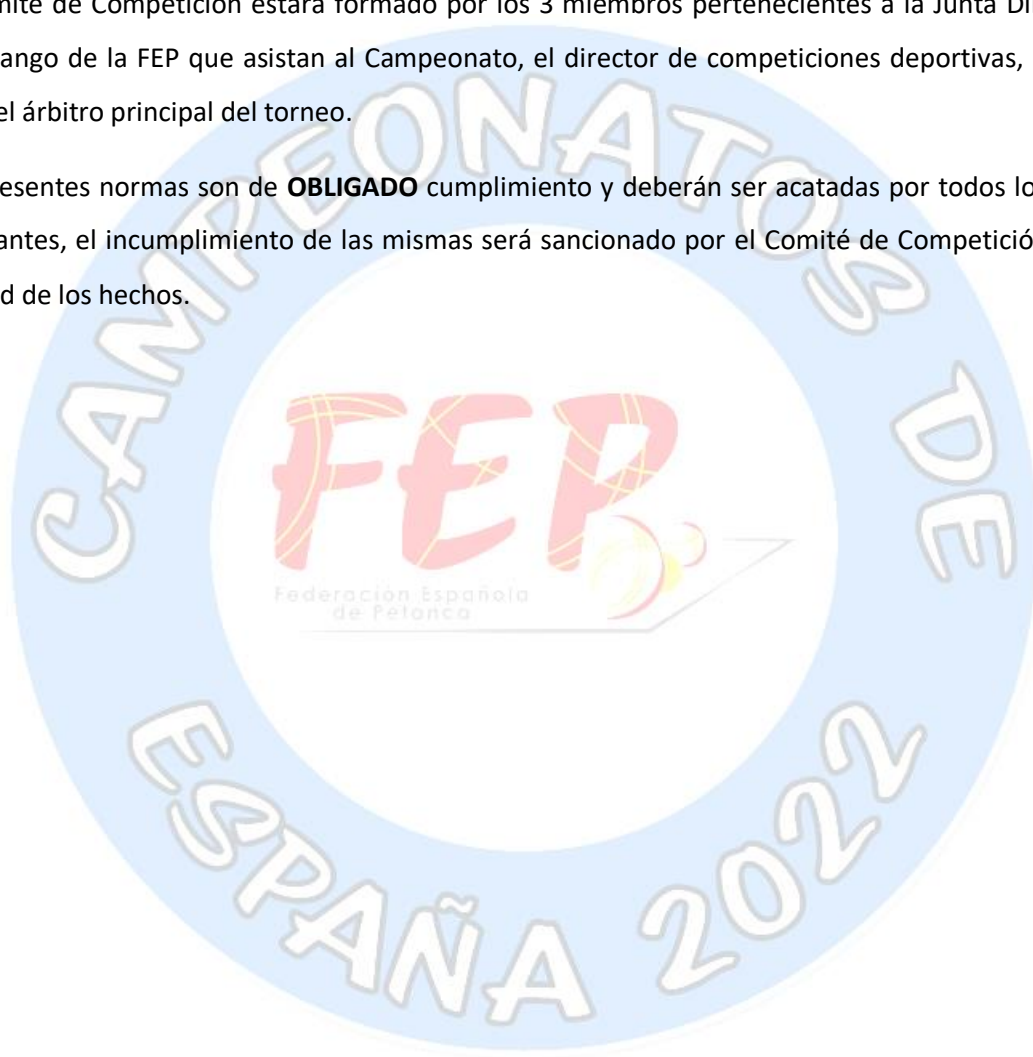 mité de Competición estará formado por los 3 miembros pertenecientes a la Junta Di
ango de la FEP que asistan al Campeonato, el director de competiciones deportivas,
el árbitro principal del torneo.
esentes normas son de OBLIGADO cumplimiento y deberán ser acatadas por todos lo
antes, el incumplimiento de las mismas será sancionado por el Comité de Competició
d de los hechos.
CAMPEONATOS DE
FEP
Federación Española
de Petanca
ESPAÑA 2022